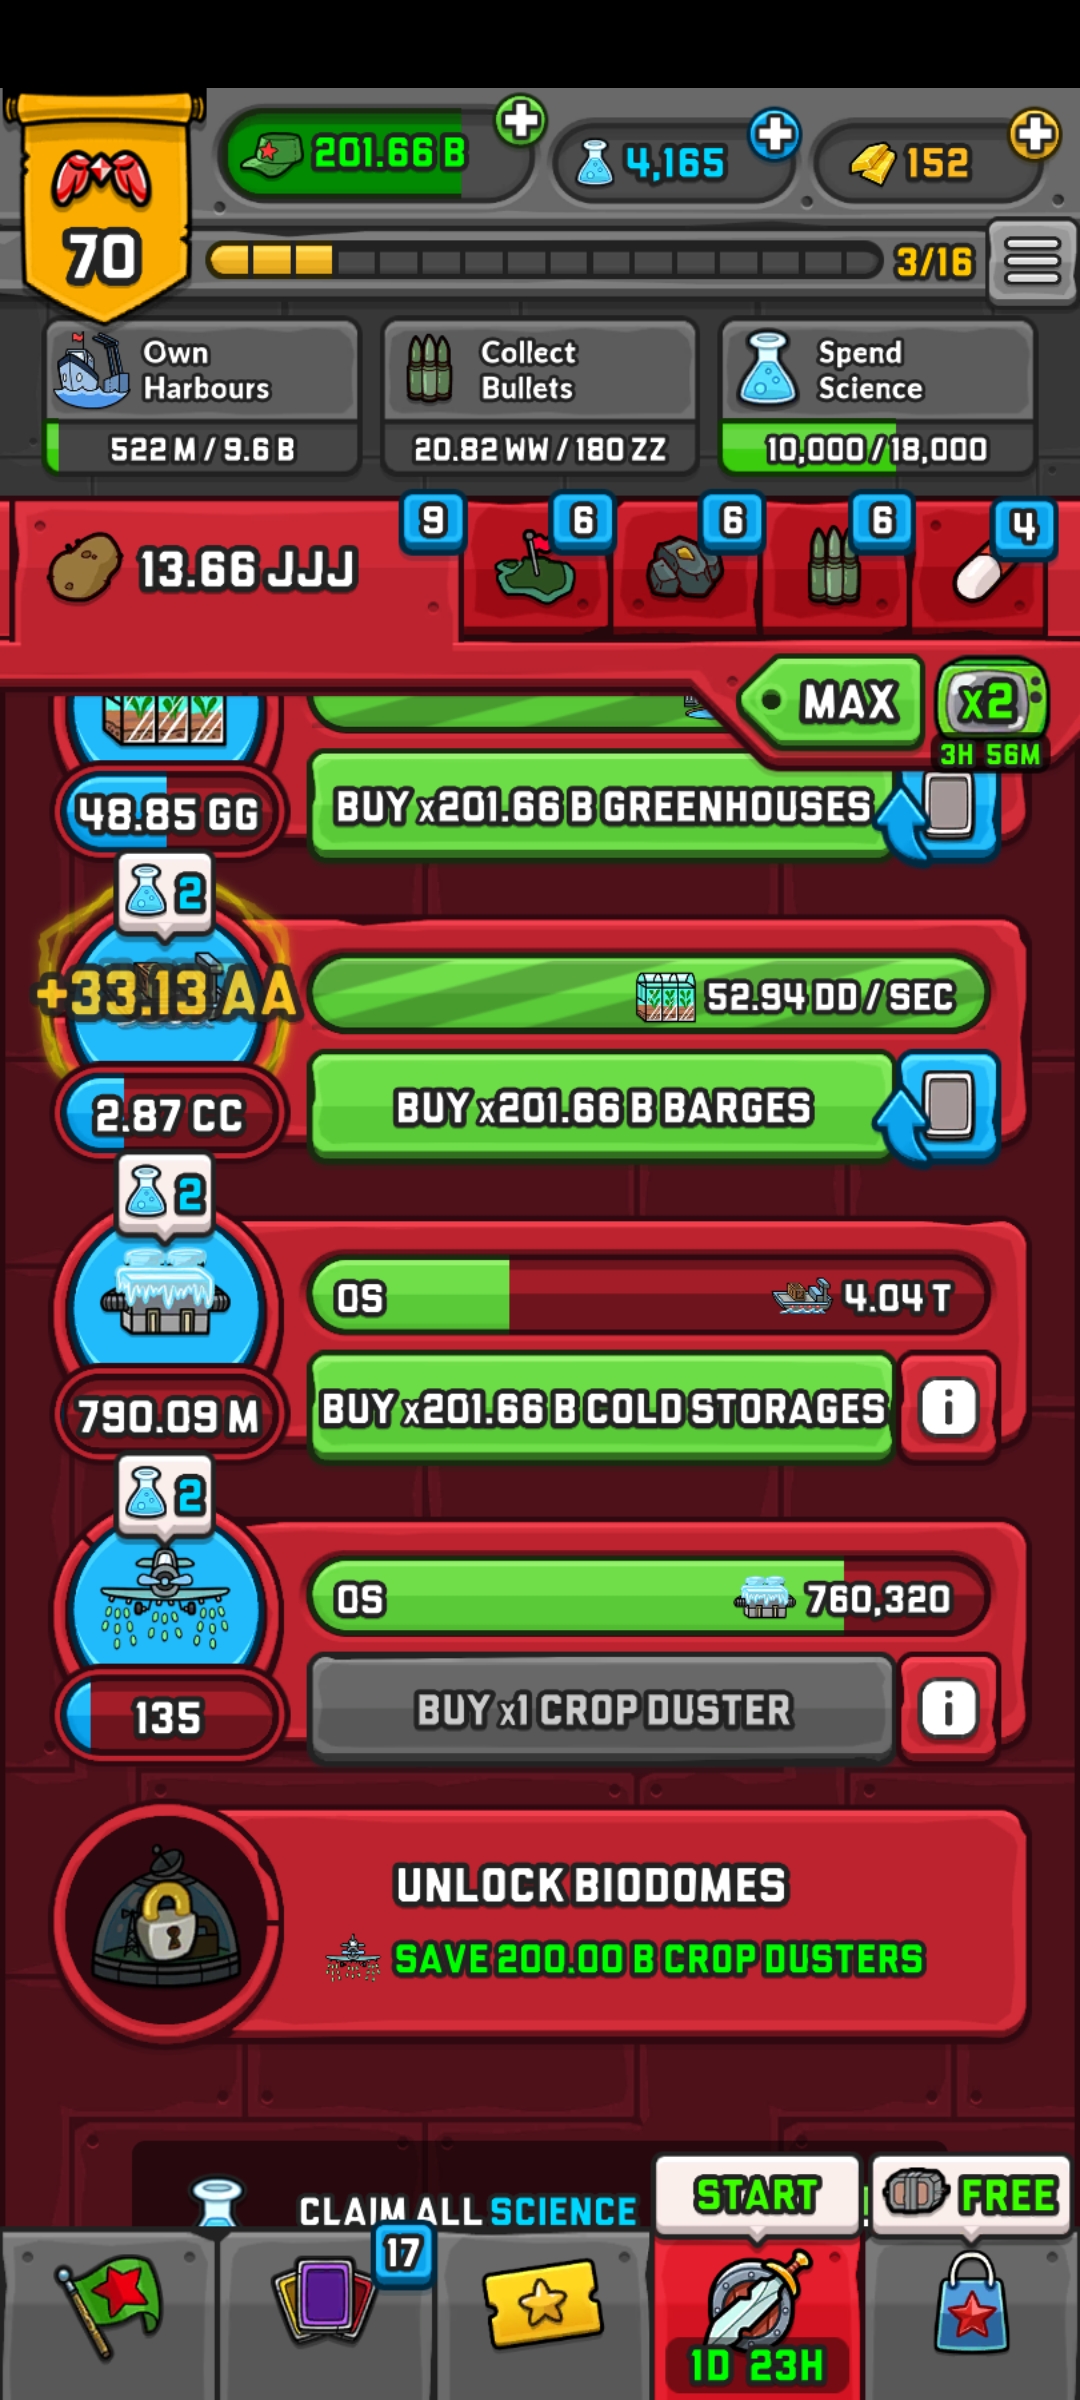 201.66 B
4,165
152
70
3/16
Own Harbours
522 M / 9.6 B
Collect Bullets
20.82 WW / 180 ZZ
Spend Science
10,000 / 18,000
13.66 JJJ
9
6
6
6
4
MAX
x2
3H 56M
48.85 GG
BUY x201.66 B GREENHOUSES
2
+33.13 AA
52.94 DD / SEC
2.87 CC
BUY x201.66 B BARGES
2
0S
4.04 T
790.09 M
BUY x201.66 B COLD STORAGES
i
2
0S
760,320
135
BUY x1 CROP DUSTER
i
UNLOCK BIODOMES
SAVE 200.00 B CROP DUSTERS
CLAIM ALL SCIENCE
START
FREE
17
1D 23H